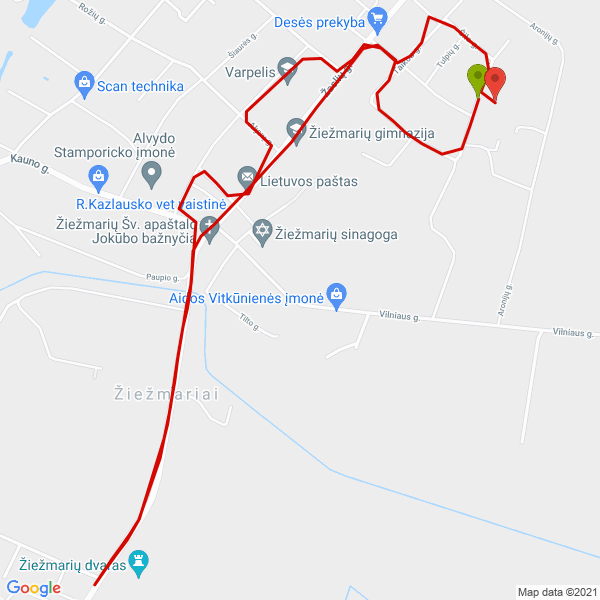 Rožių g.
Desės prekyba
Aronijų g.
Šiaurės g.
Žaslių g.
Tulpių g.
Varpelis
Scan technika
Žiežmarių gimnazija
Alvydo
Stamporicko įmonė
Kauno g.
Lietuvos paštas
R.Kazlausko vet vaistinė
Žiežmarių Šv. apaštalo
Jokūbo bažnyčia
Žiežmarių sinagoga
Paupio g.
Aidos Vitkūnienės įmonė
Vilniaus g.
Aronijų g.
Tilto g.
Vilniaus g.
Žiežmariai
Žiežmarių dvaras
Google
Map data ©2021